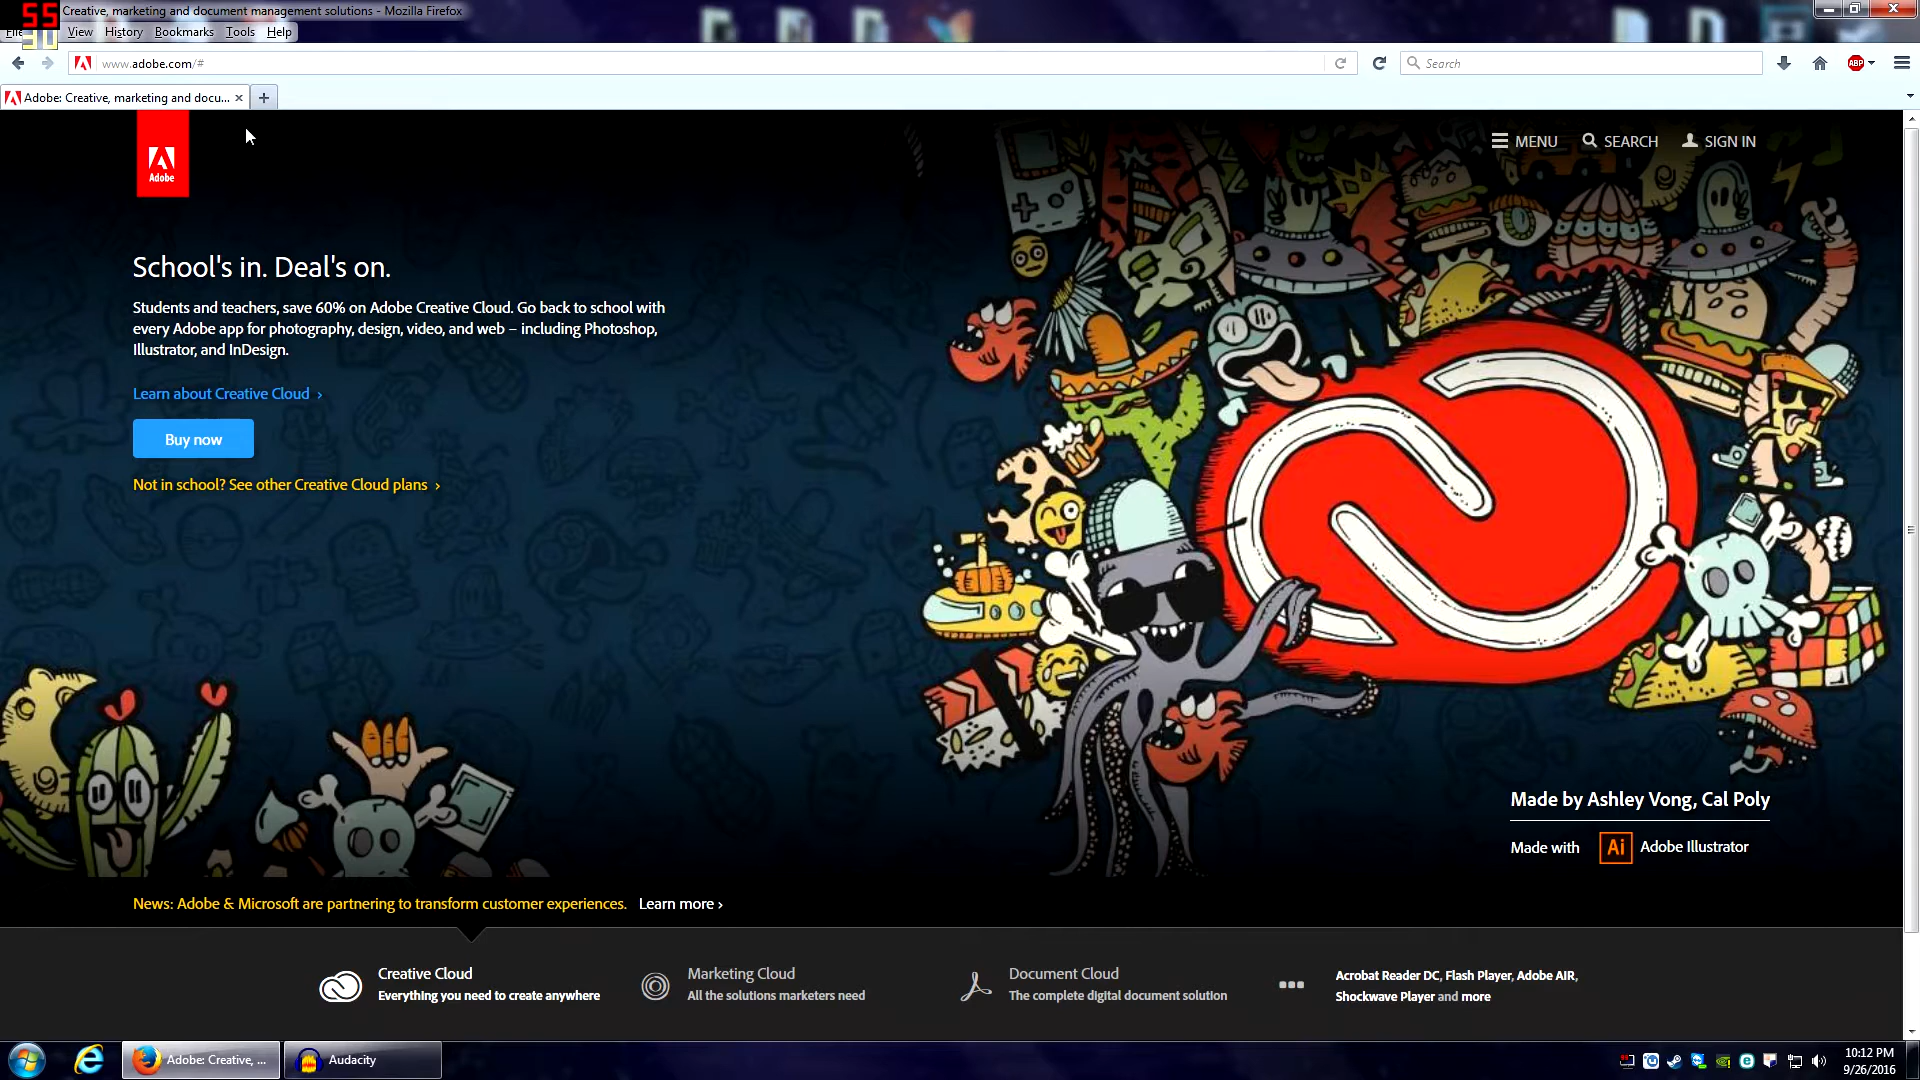 55
30
Creative, marketing and document management solutions - Mozilla Firefox
File
View
History
Bookmarks
Tools
Help
www.adobe.com/#
Search
ABP
Adobe: Creative, marketing and docu...
Adobe
MENU
SEARCH
SIGN IN
School's in. Deal's on.
Students and teachers, save 60% on Adobe Creative Cloud. Go back to school with
every Adobe app for photography, design, video, and web – including Photoshop,
Illustrator, and InDesign.
Learn about Creative Cloud ›
Buy now
Not in school? See other Creative Cloud plans ›
Made by Ashley Vong, Cal Poly
Made with Ai Adobe Illustrator
News: Adobe & Microsoft are partnering to transform customer experiences. Learn more ›
Creative Cloud
Everything you need to create anywhere
Marketing Cloud
All the solutions marketers need
Document Cloud
The complete digital document solution
Acrobat Reader DC, Flash Player, Adobe AIR,
Shockwave Player and more
Adobe: Creative, ...
Audacity
10:12 PM
9/26/2016